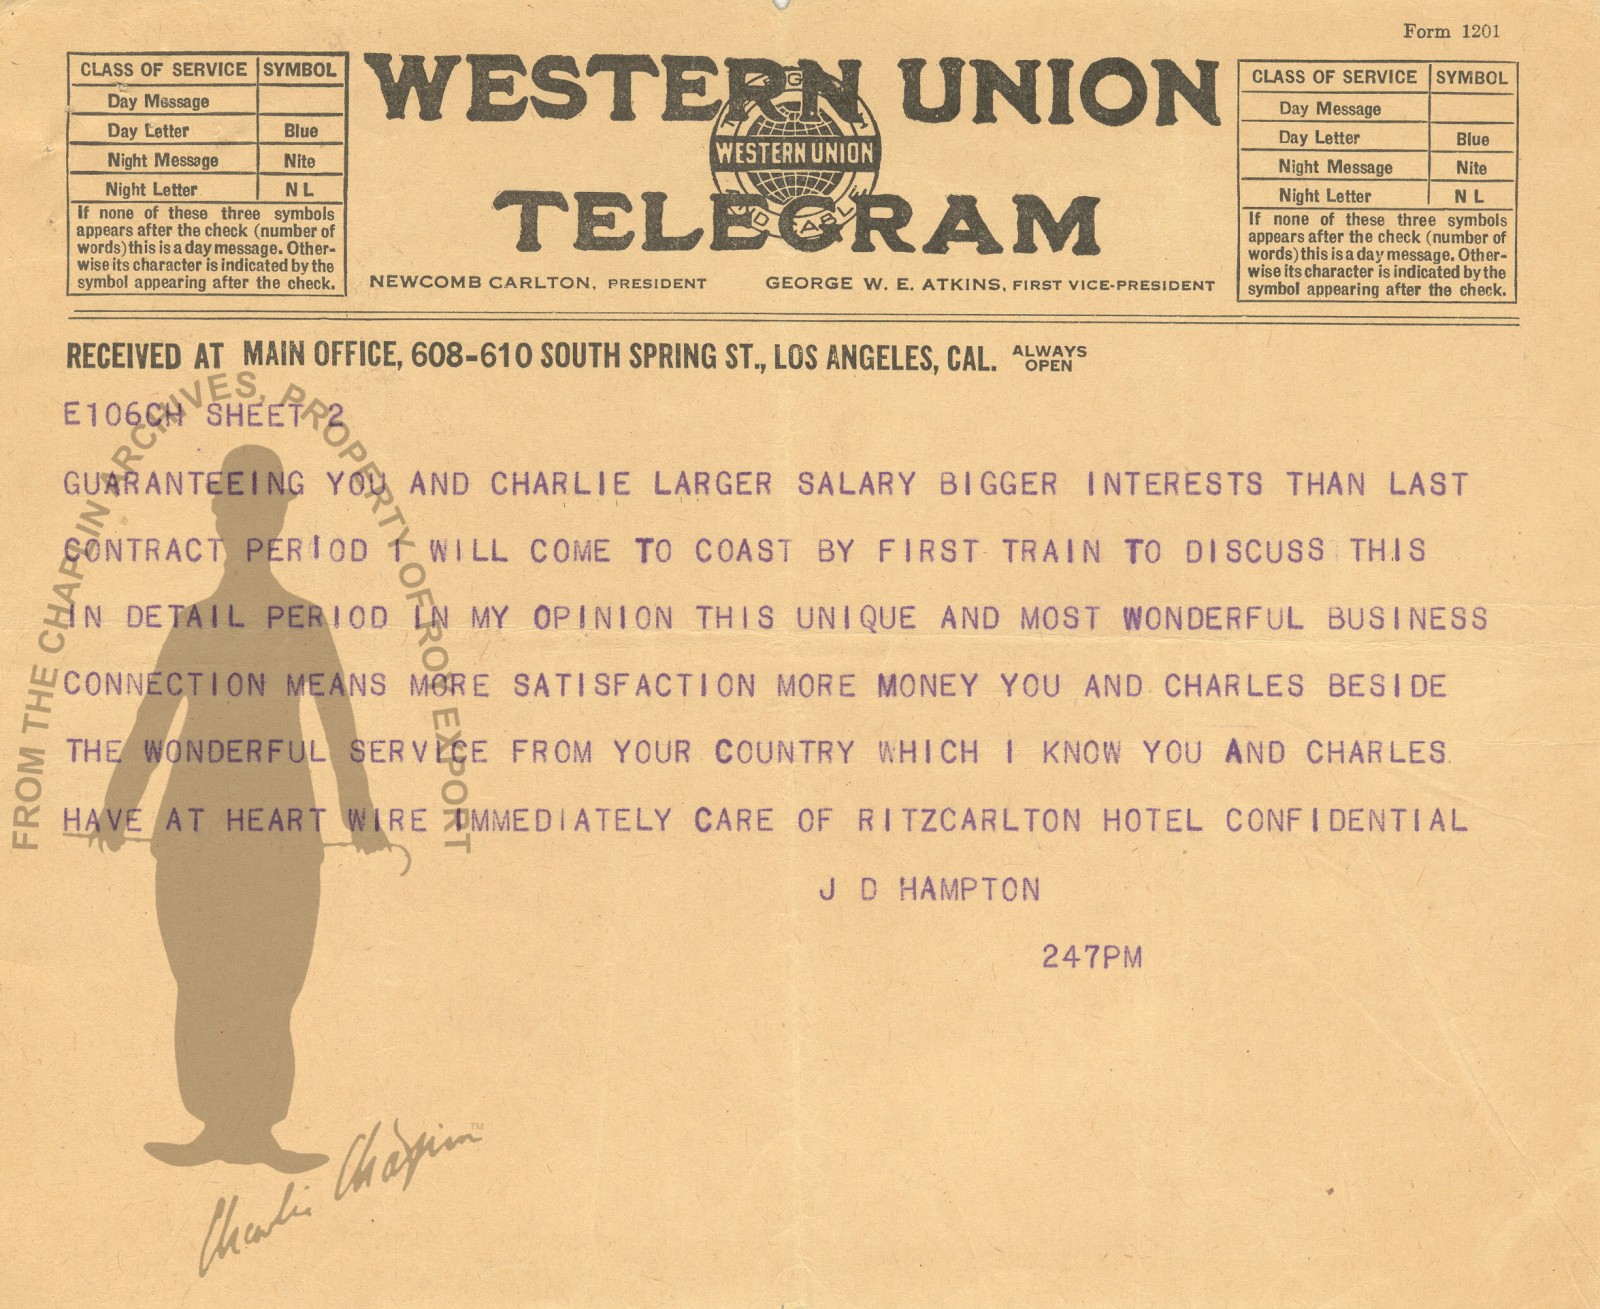 Form 1201
CLASS OF SERVICE SYMBOL
Day Message
Day Letter Blue
Night Message Nite
Night Letter N L
If none of these three symbols
appears after the check (number of
words) this is a day message. Other-
wise its character is indicated by the
symbol appearing after the check.
WESTERN UNION
TELEGRAM
WESTERN UNION
TELEGRAPH
AND CABLE
NEWCOMB CARLTON, PRESIDENT
GEORGE W. E. ATKINS, FIRST VICE-PRESIDENT
CLASS OF SERVICE SYMBOL
Day Message
Day Letter Blue
Night Message Nite
Night Letter N L
If none of these three symbols
appears after the check (number of
words) this is a day message. Other-
wise its character is indicated by the
symbol appearing after the check.
RECEIVED AT MAIN OFFICE, 608-610 SOUTH SPRING ST., LOS ANGELES, CAL. ALWAYS OPEN
E106CH SHEET 2
GUARANTEEING YOU AND CHARLIE LARGER SALARY BIGGER INTERESTS THAN LAST
CONTRACT PERIOD I WILL COME TO COAST BY FIRST TRAIN TO DISCUSS THIS
IN DETAIL PERIOD IN MY OPINION THIS UNIQUE AND MOST WONDERFUL BUSINESS
CONNECTION MEANS MORE SATISFACTION MORE MONEY YOU AND CHARLES BESIDE
THE WONDERFUL SERVICE FROM YOUR COUNTRY WHICH I KNOW YOU AND CHARLES
HAVE AT HEART WIRE IMMEDIATELY CARE OF RITZCARLTON HOTEL CONFIDENTIAL
J D HAMPTON
247PM
FROM THE CHAPLIN ARCHIVES, PROPERTY OF ROY EXPORT
Charlie Chaplin™